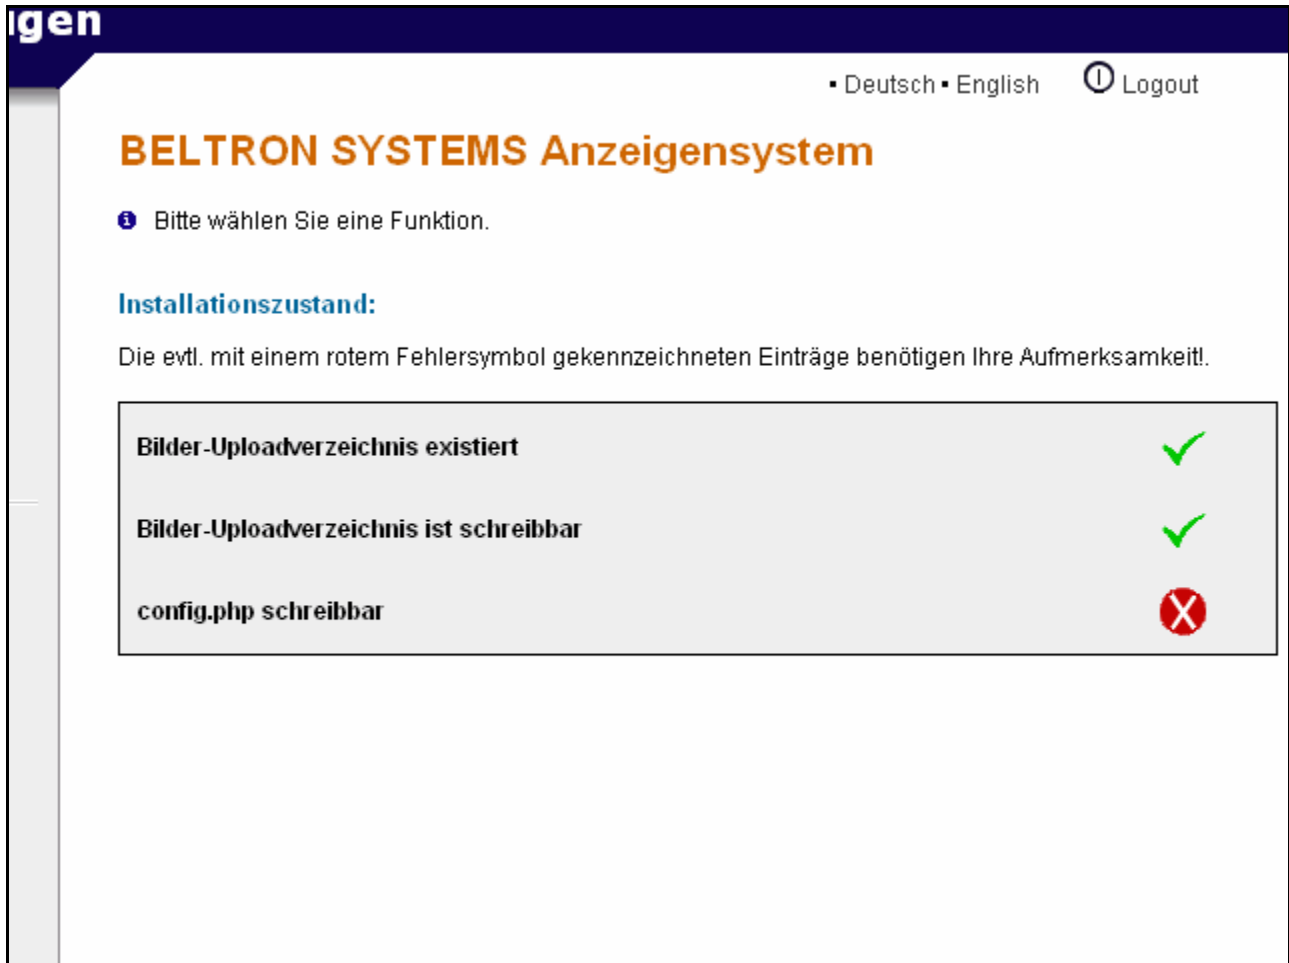 igen
▪ Deutsch ▪ English Logout
BELTRON SYSTEMS Anzeigensystem
Bitte wählen Sie eine Funktion.
Installationszustand:
Die evtl. mit einem rotem Fehlersymbol gekennzeichneten Einträge benötigen Ihre Aufmerksamkeit!.
Bilder-Uploadverzeichnis existiert
Bilder-Uploadverzeichnis ist schreibbar
config.php schreibbar